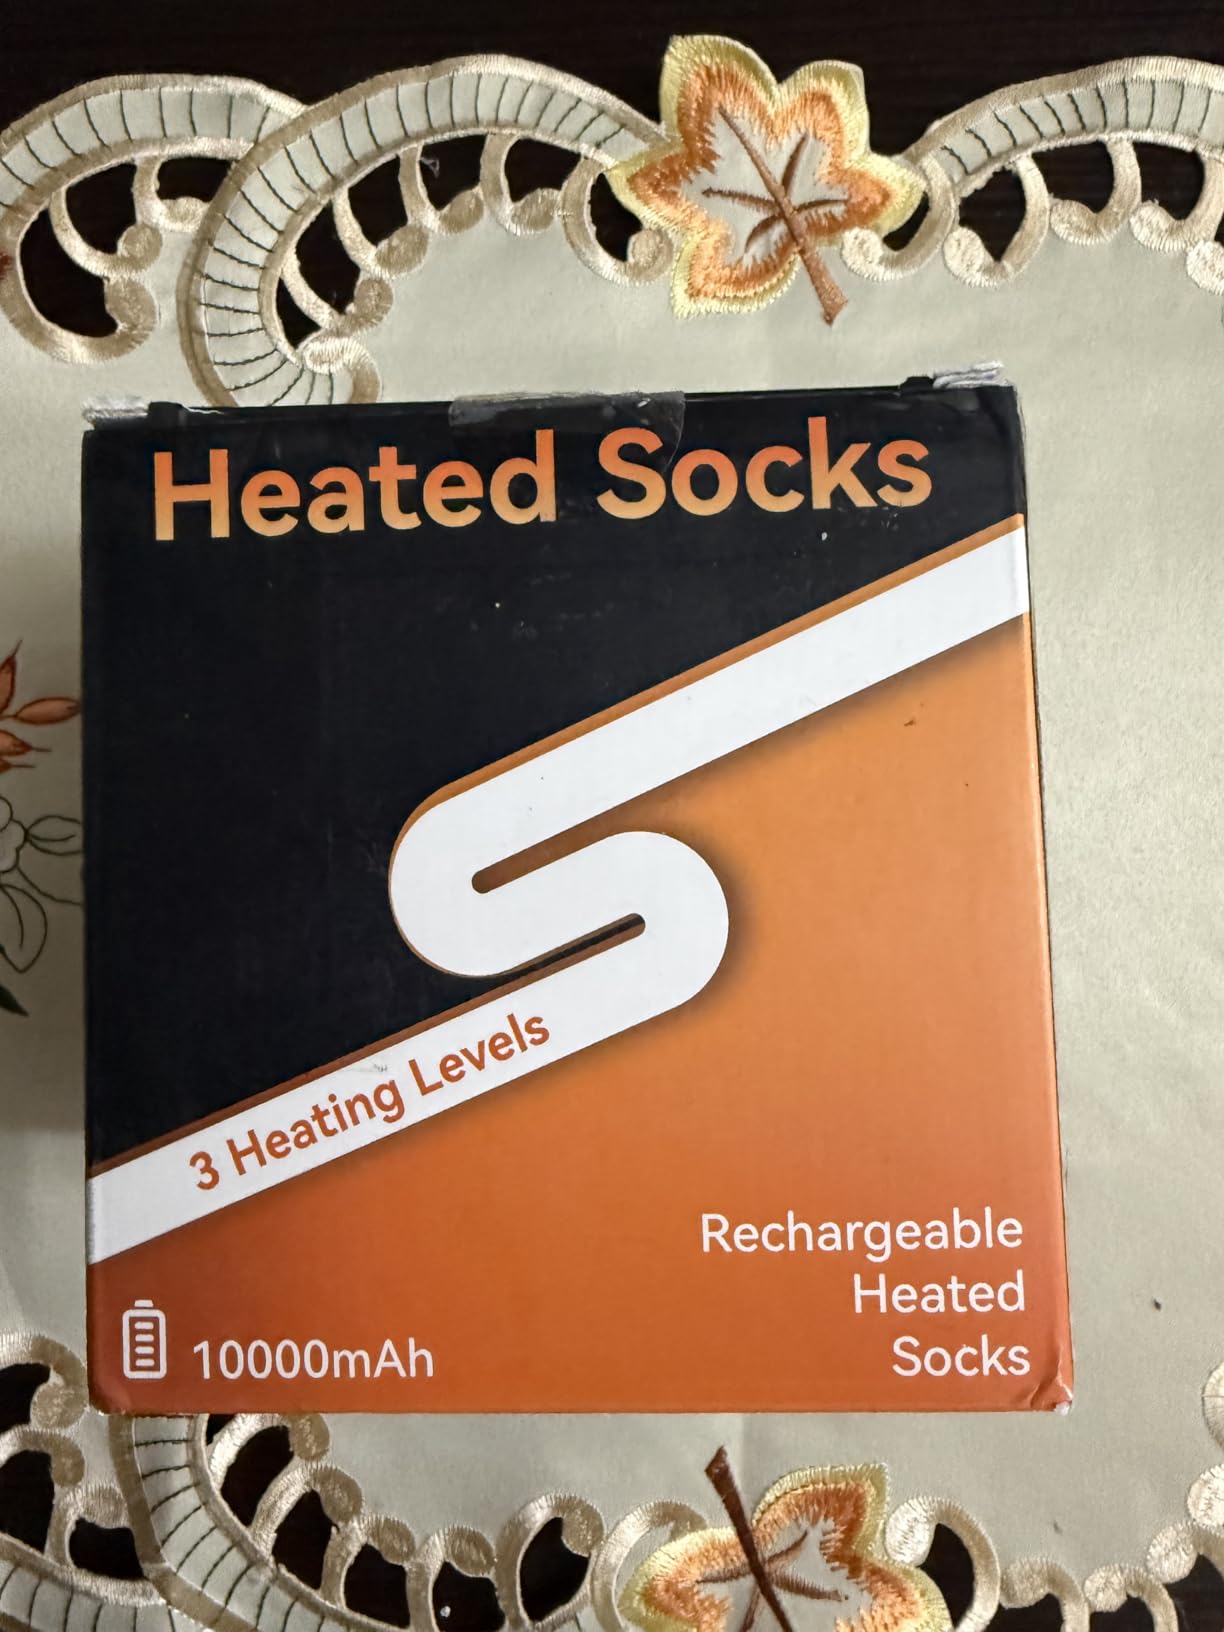 Heated Socks
3 Heating Levels
Rechargeable
Heated
Socks
10000mAh